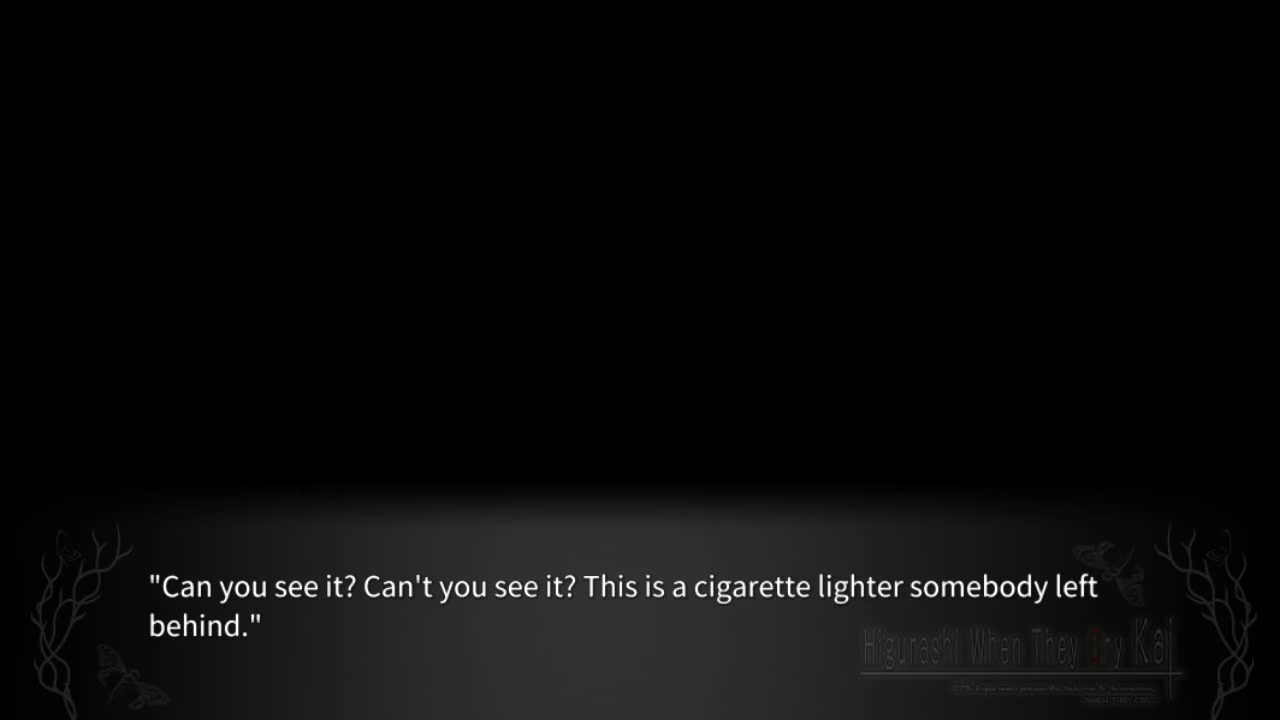 "Can you see it? Can't you see it? This is a cigarette lighter somebody left
behind."
Higurashi When They Cry Kai